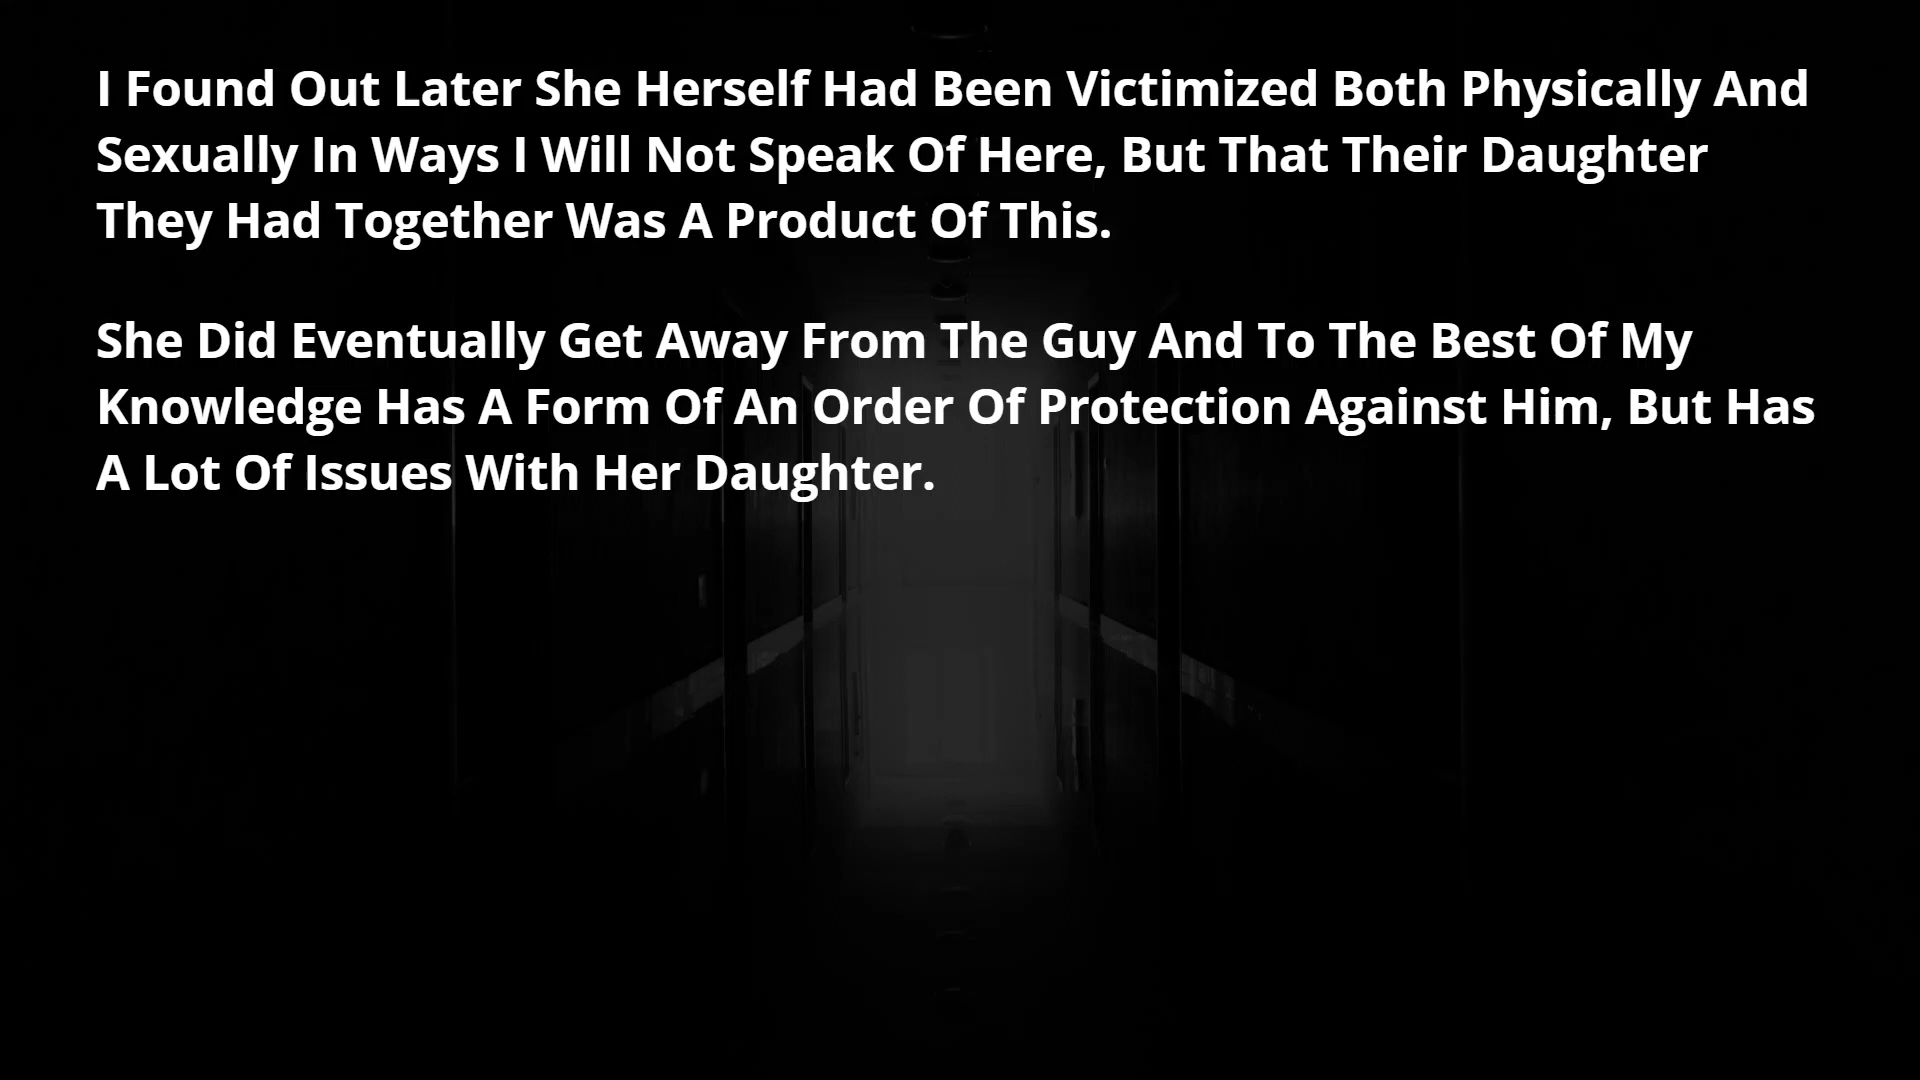 I Found Out Later She Herself Had Been Victimized Both Physically And
Sexually In Ways I Will Not Speak Of Here, But That Their Daughter
They Had Together Was A Product Of This.
She Did Eventually Get Away From The Guy And To The Best Of My
Knowledge Has A Form Of An Order Of Protection Against Him, But Has
A Lot Of Issues With Her Daughter.